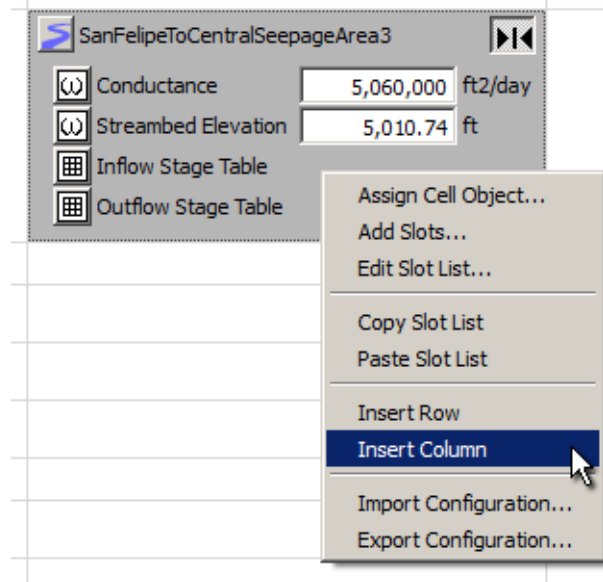 SanFelipeToCentralSeepageArea3
Conductance 5,060,000 ft2/day
Streambed Elevation 5,010.74 ft
Inflow Stage Table
Outflow Stage Table
Assign Cell Object...
Add Slots...
Edit Slot List...
Copy Slot List
Paste Slot List
Insert Row
Insert Column
Import Configuration...
Export Configuration...